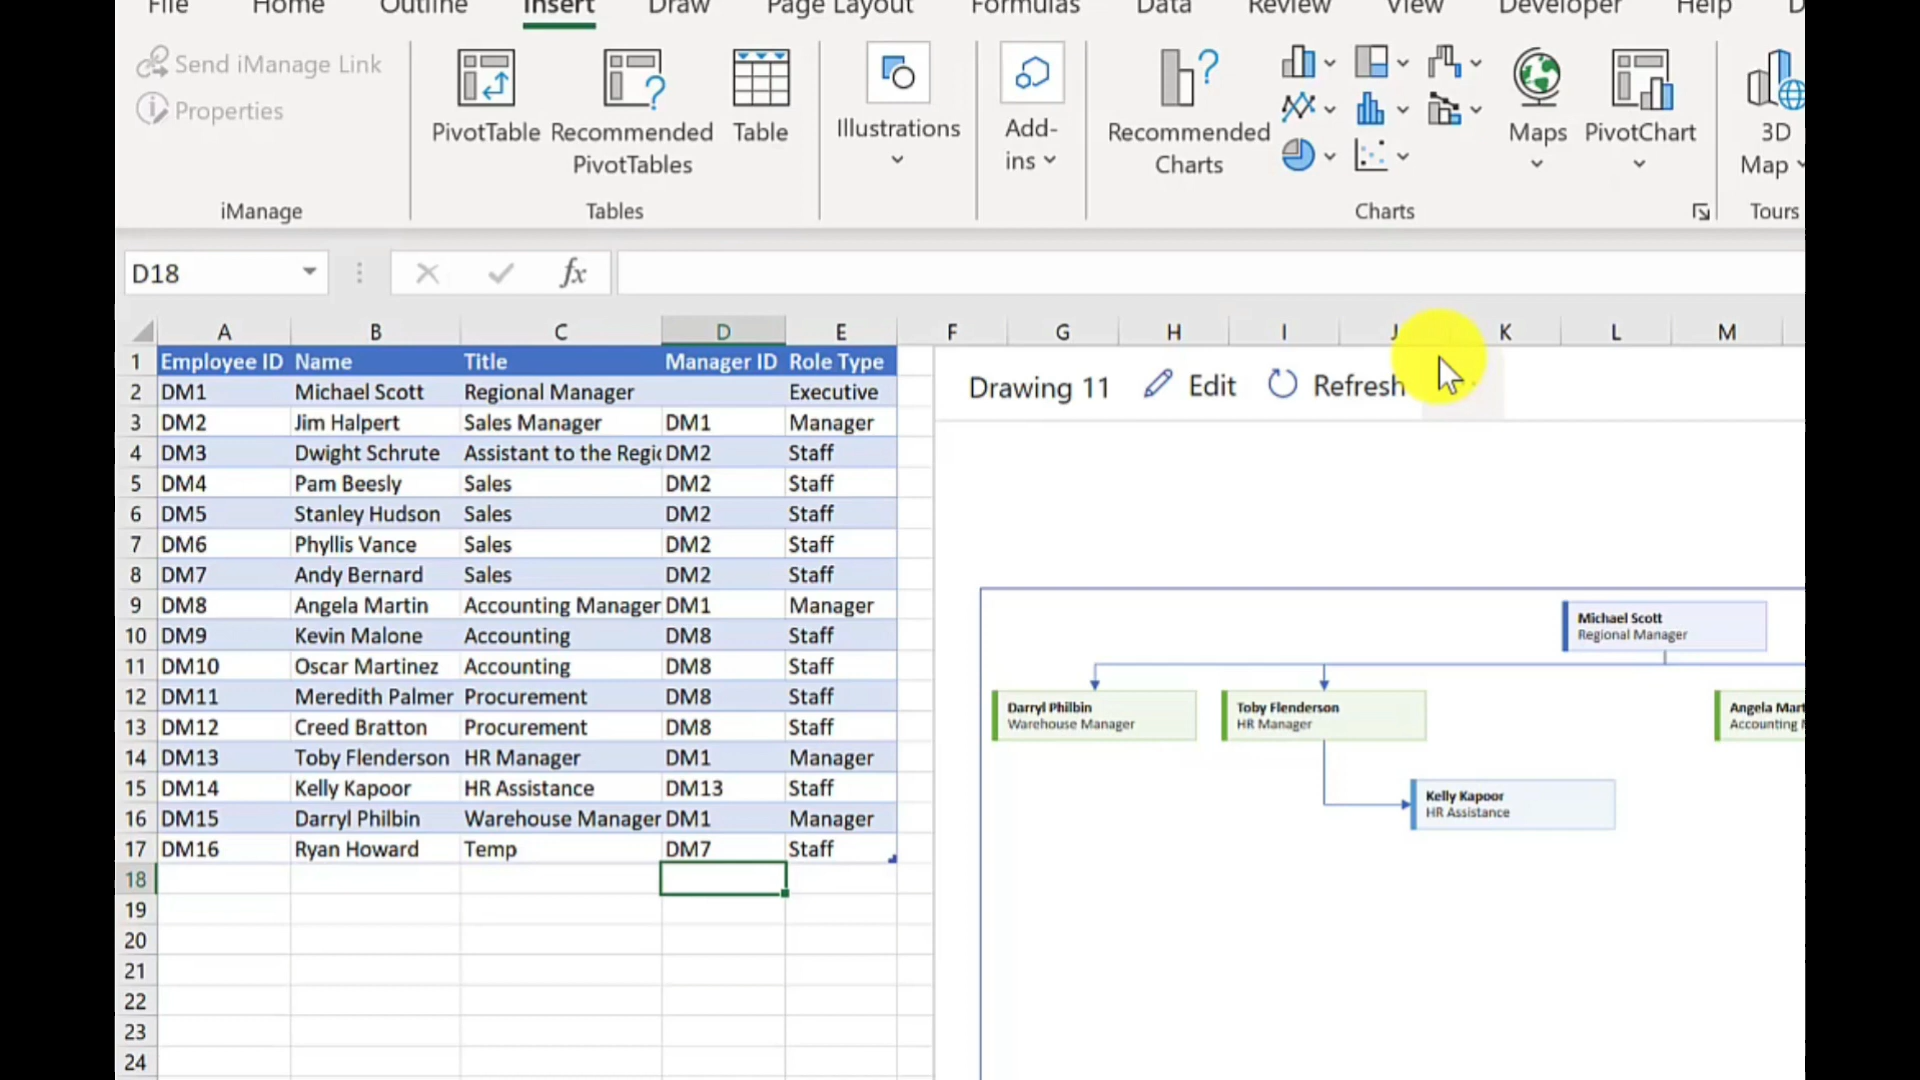 File Home Outline Insert Draw Page Layout Formulas Data Review View Developer Help
Send iManage Link
Properties
iManage
PivotTable
Recommended
PivotTables
Table
Tables
Illustrations
Add-
ins
Recommended
Charts
Maps
PivotChart
Charts
3D
Map
Tours
D18
fx
A B C D E F G H I J K L M
1 Employee ID Name Title Manager ID Role Type
2 DM1 Michael Scott Regional Manager Executive
3 DM2 Jim Halpert Sales Manager DM1 Manager
4 DM3 Dwight Schrute Assistant to the Regi DM2 Staff
5 DM4 Pam Beesly Sales DM2 Staff
6 DM5 Stanley Hudson Sales DM2 Staff
7 DM6 Phyllis Vance Sales DM2 Staff
8 DM7 Andy Bernard Sales DM2 Staff
9 DM8 Angela Martin Accounting Manager DM1 Manager
10 DM9 Kevin Malone Accounting DM8 Staff
11 DM10 Oscar Martinez Accounting DM8 Staff
12 DM11 Meredith Palmer Procurement DM8 Staff
13 DM12 Creed Bratton Procurement DM8 Staff
14 DM13 Toby Flenderson HR Manager DM1 Manager
15 DM14 Kelly Kapoor HR Assistance DM13 Staff
16 DM15 Darryl Philbin Warehouse Manager DM1 Manager
17 DM16 Ryan Howard Temp DM7 Staff
18
19
20
21
22
23
24
Drawing 11 Edit Refresh
Michael Scott
Regional Manager
Darryl Philbin
Warehouse Manager
Toby Flenderson
HR Manager
Angela Mart
Accounting
Kelly Kapoor
HR Assistance